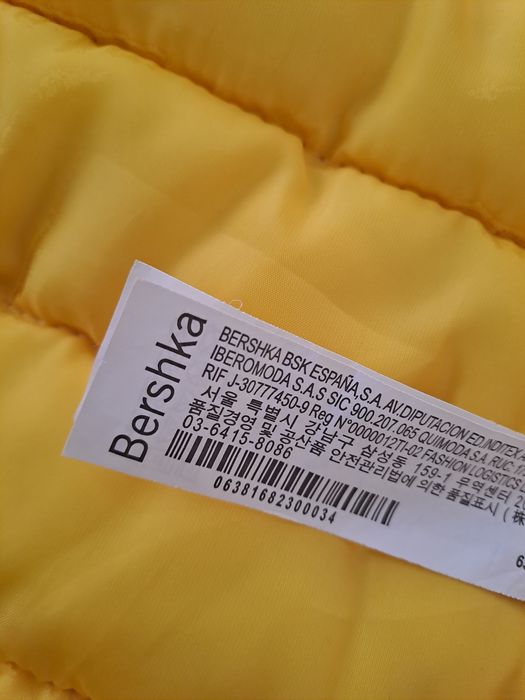 Bershka
BERSHKA BSK ESPAÑA,S.A. AV.DIPUTACION ED INDITEX
IBEROMODA S.A.S SIC 900.207.065 QUIMODA S.A. RUC.
RIF J-30777450-9 Reg N°0000012TI-02 FASHION LOGISTICS
서울 특별시 강남구 삼성동 159-1 무역센터
품질경영 및 공산품 안전관리법에 의한 품질표시 (
03-6415-8086
06381682300034